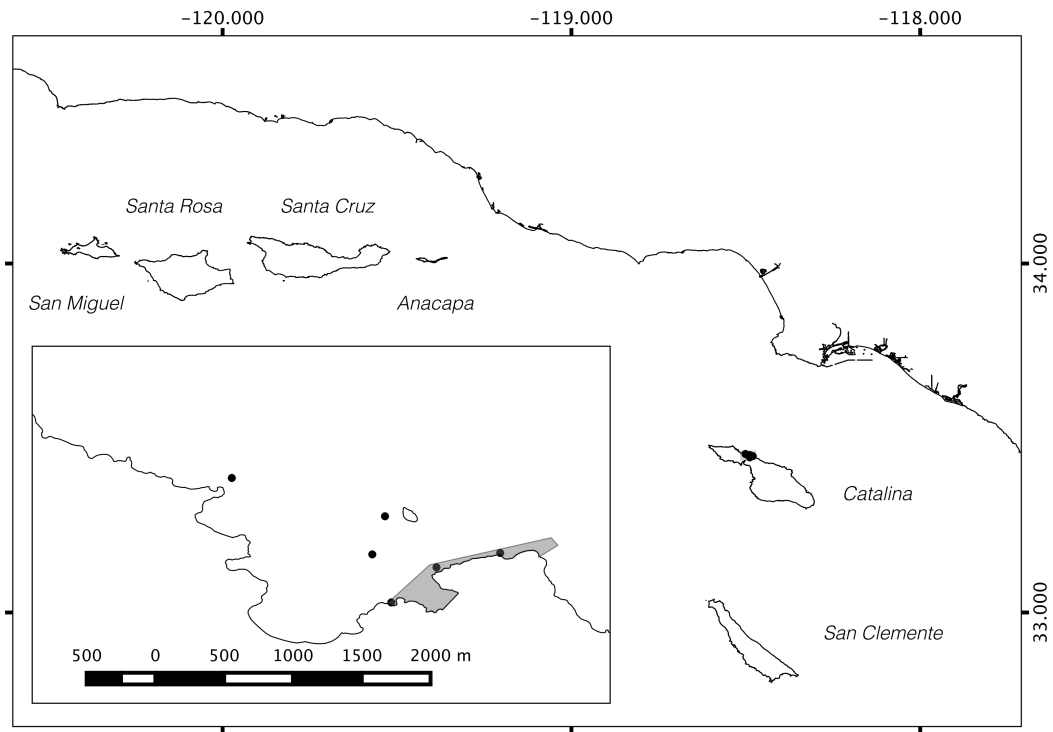 -120.000 -119.000 -118.000
Santa Rosa Santa Cruz
34.000
San Miguel Anacapa
Catalina
33.000
San Clemente
500 0 500 1000 1500 2000 m